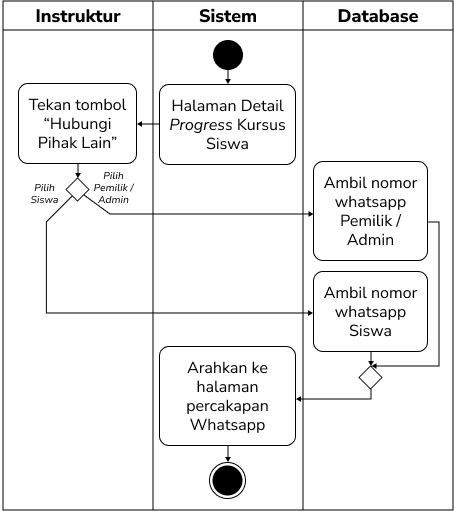 Instruktur
Sistem
Database
Tekan tombol
“Hubungi
Pihak Lain”
Halaman Detail
Progress Kursus
Siswa
Pilih
Siswa
Pilih
Pemilik /
Admin
Ambil nomor
whatsapp
Pemilik /
Admin
Ambil nomor
whatsapp
Siswa
Arahkan ke
halaman
percakapan
Whatsapp